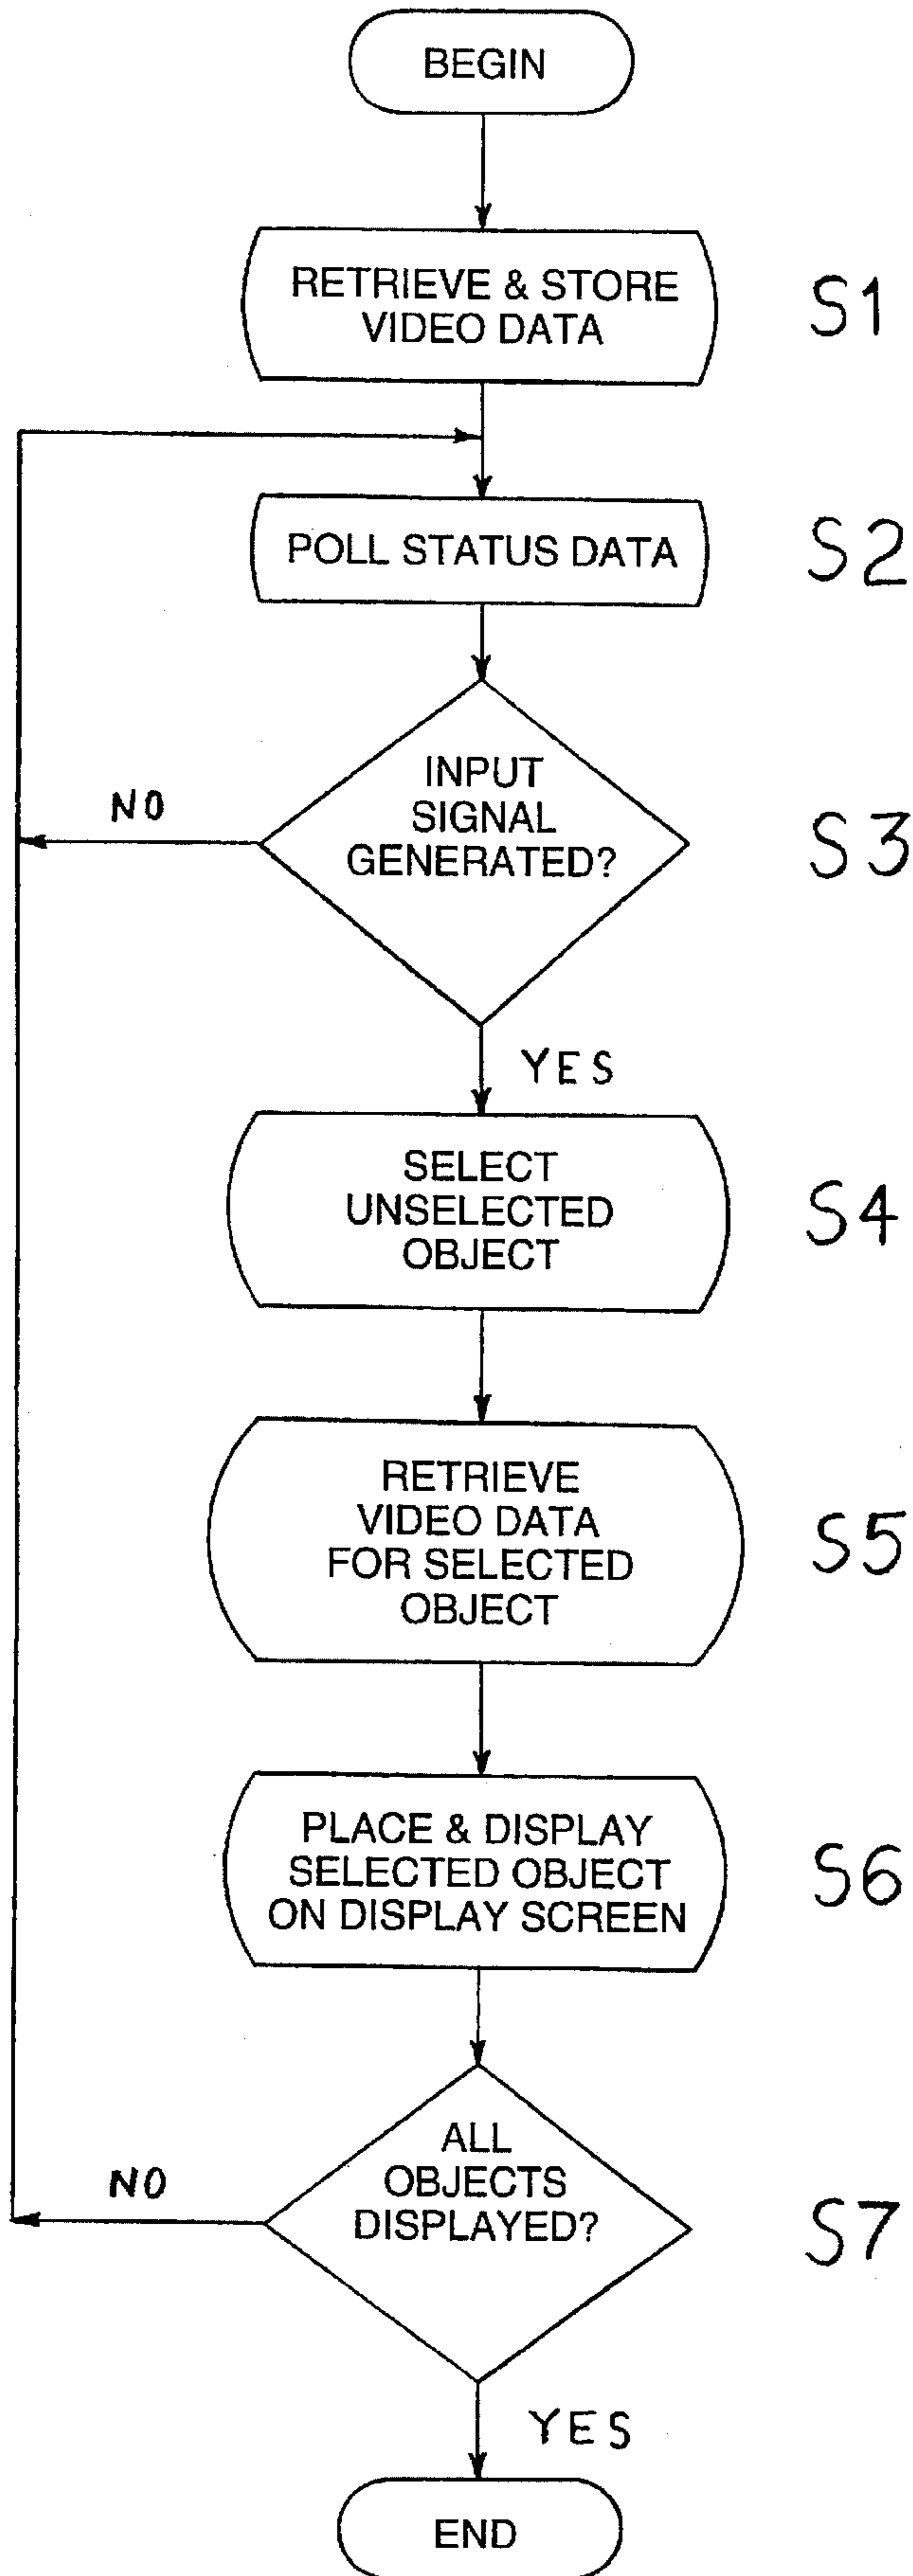 BEGIN
RETRIEVE & STORE
VIDEO DATA
S1
POLL STATUS DATA
S2
INPUT
SIGNAL
GENERATED?
S3
NO
YES
SELECT
UNSELECTED
OBJECT
S4
RETRIEVE
VIDEO DATA
FOR SELECTED
OBJECT
S5
PLACE & DISPLAY
SELECTED OBJECT
ON DISPLAY SCREEN
S6
ALL
OBJECTS
DISPLAYED?
S7
NO
YES
END